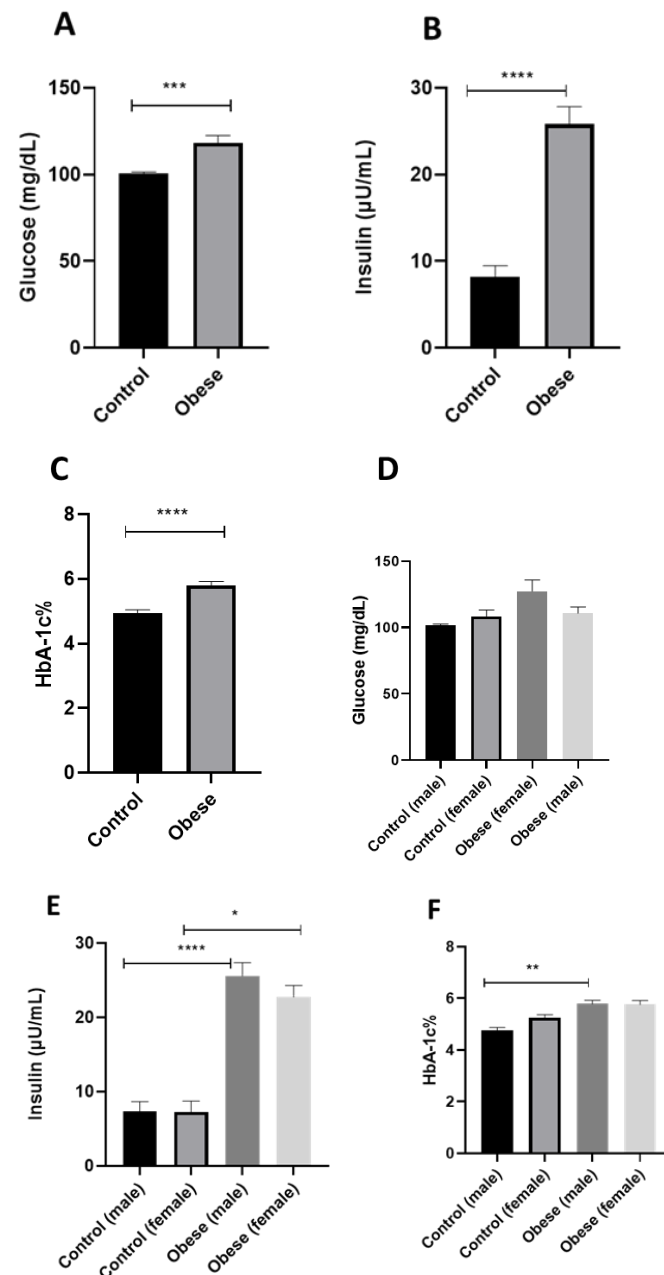 A
Glucose (mg/dL)
150
100
50
0
***
Control
Obese
B
Insulin (µU/mL)
30
20
10
0
****
Control
Obese
C
HbA-1c%
8
6
4
2
0
****
Control
Obese
D
Glucose (mg/dL)
150
100
50
0
Control (male)
Control (female)
Obese (female)
Obese (male)
E
Insulin (µU/mL)
30
20
10
0
*
****
Control (male)
Control (female)
Obese (male)
Obese (female)
F
HbA-1c%
8
6
4
2
0
**
Control (male)
Control (female)
Obese (male)
Obese (female)